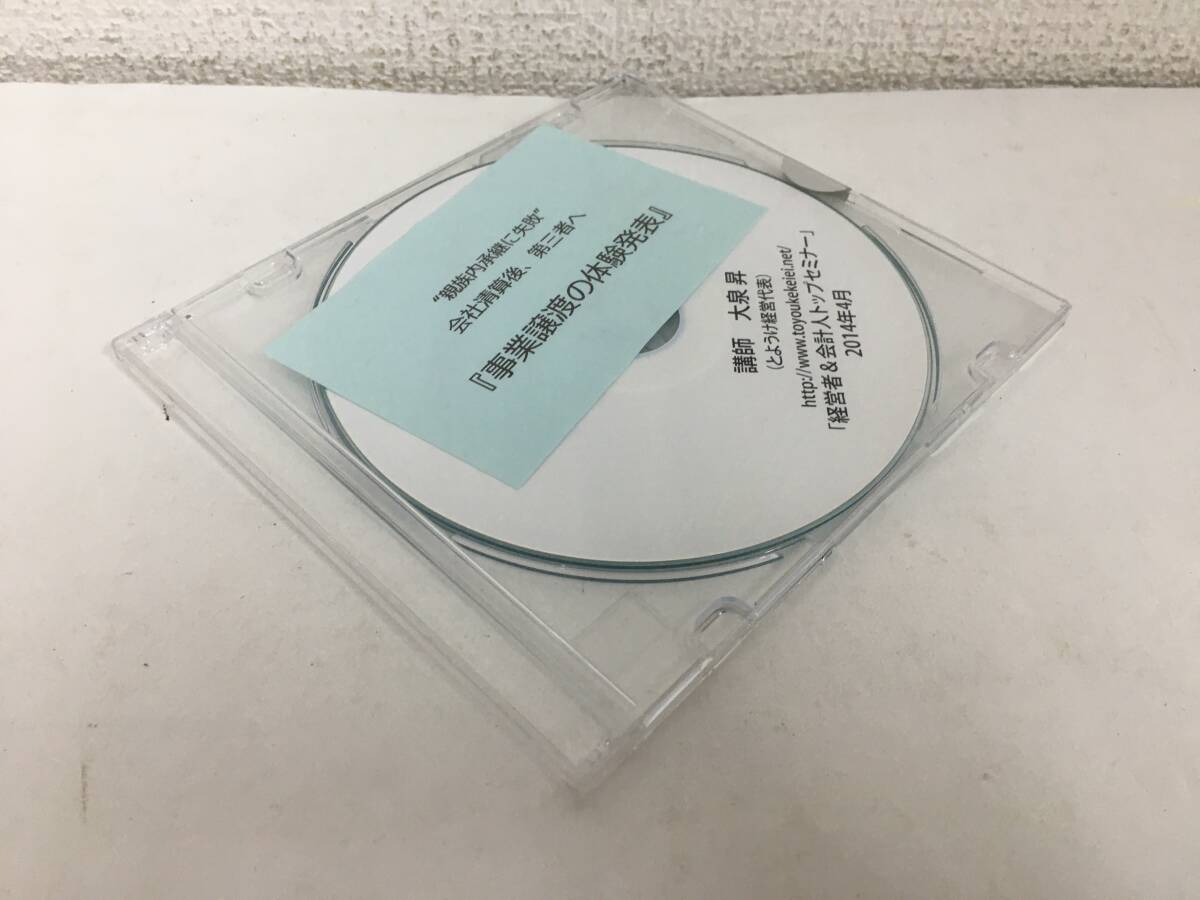 “親族内承継に失敗”
会社清算後、第三者へ
『事業譲渡の体験発表』
講師　大泉 昇
（とようけ経営代表）
http://www.toyoukekeiei.net/
「経営者＆会計人トップセミナー」
2014年4月